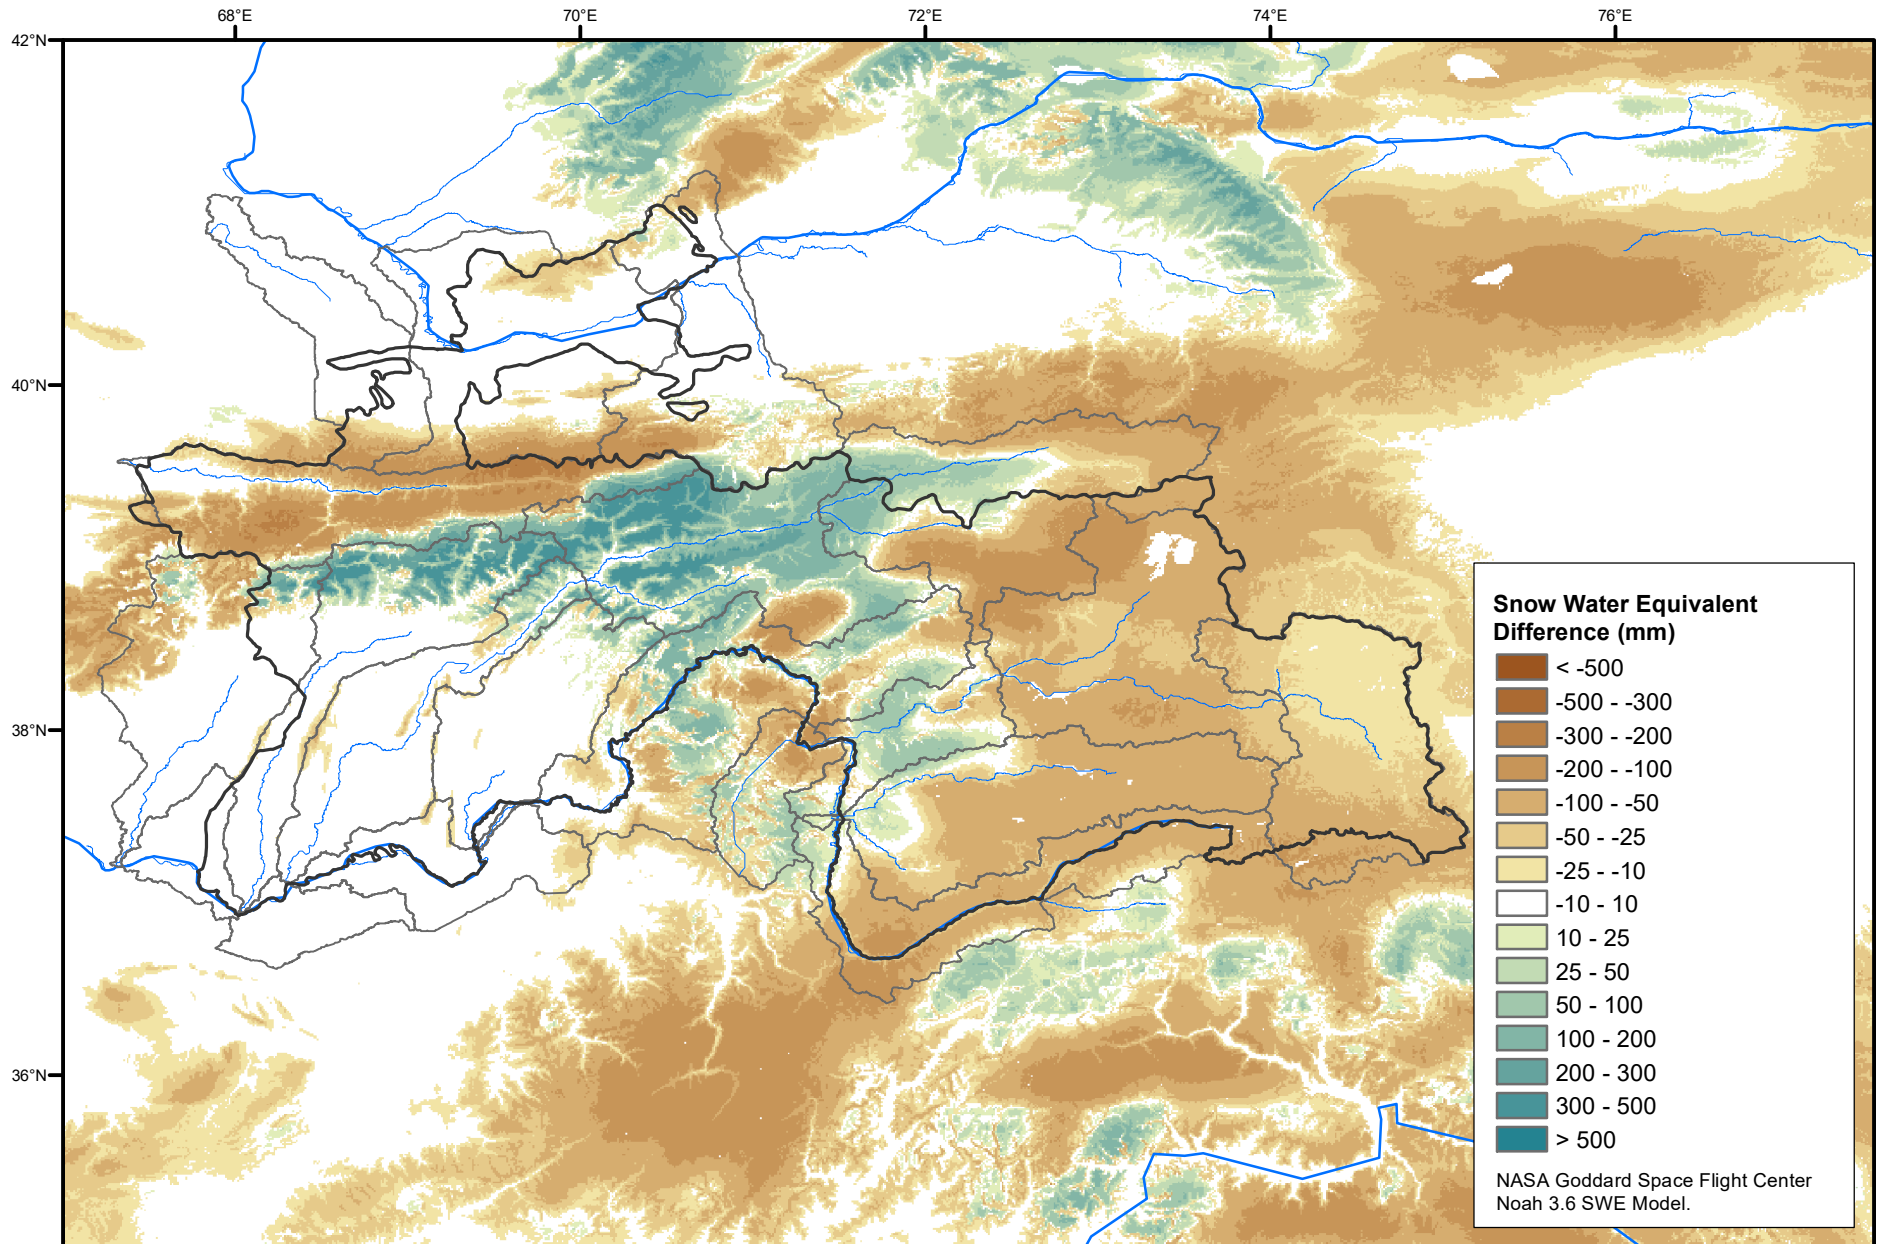 68°E
70°E
72°E
74°E
76°E
42°N
40°N
38°N
36°N
Snow Water Equivalent
Difference (mm)
< -500
-500 - -300
-300 - -200
-200 - -100
-100 - -50
-50 - -25
-25 - -10
-10 - 10
10 - 25
25 - 50
50 - 100
100 - 200
200 - 300
300 - 500
> 500
NASA Goddard Space Flight Center
Noah 3.6 SWE Model.